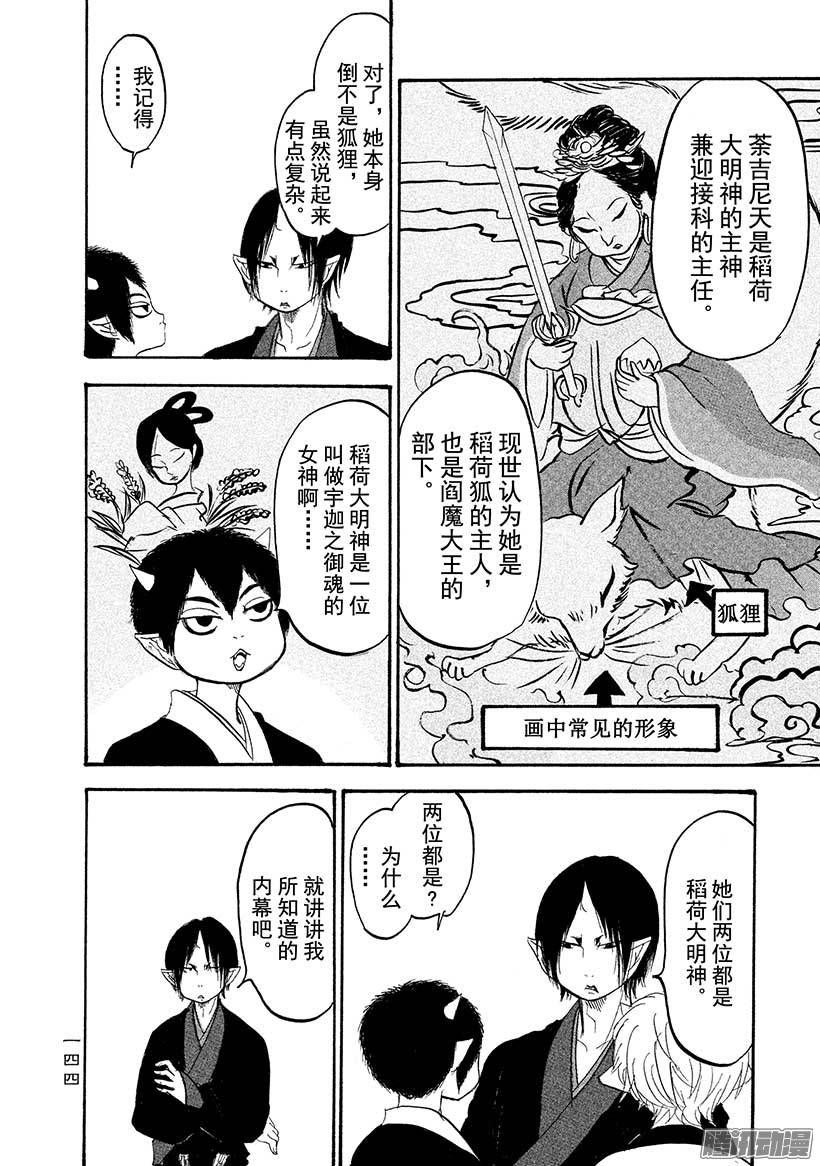 荼吉尼天是稻荷
大明神的主神
兼迎接科的主任。
现世认为她是
稻荷狐的主人，
也是阎魔大王的
部下。
狐狸
画中常见的形象
对了，她本身
倒不是狐狸，
虽然说起来
有点复杂。
我记得
……
稻荷大明神是一位
叫做宇迦之御魂的
女神啊……
她们两位都是
稻荷大明神。
两位都是？
为什么
……
就讲讲我
所知道的
内幕吧。
一四四
腾讯动漫